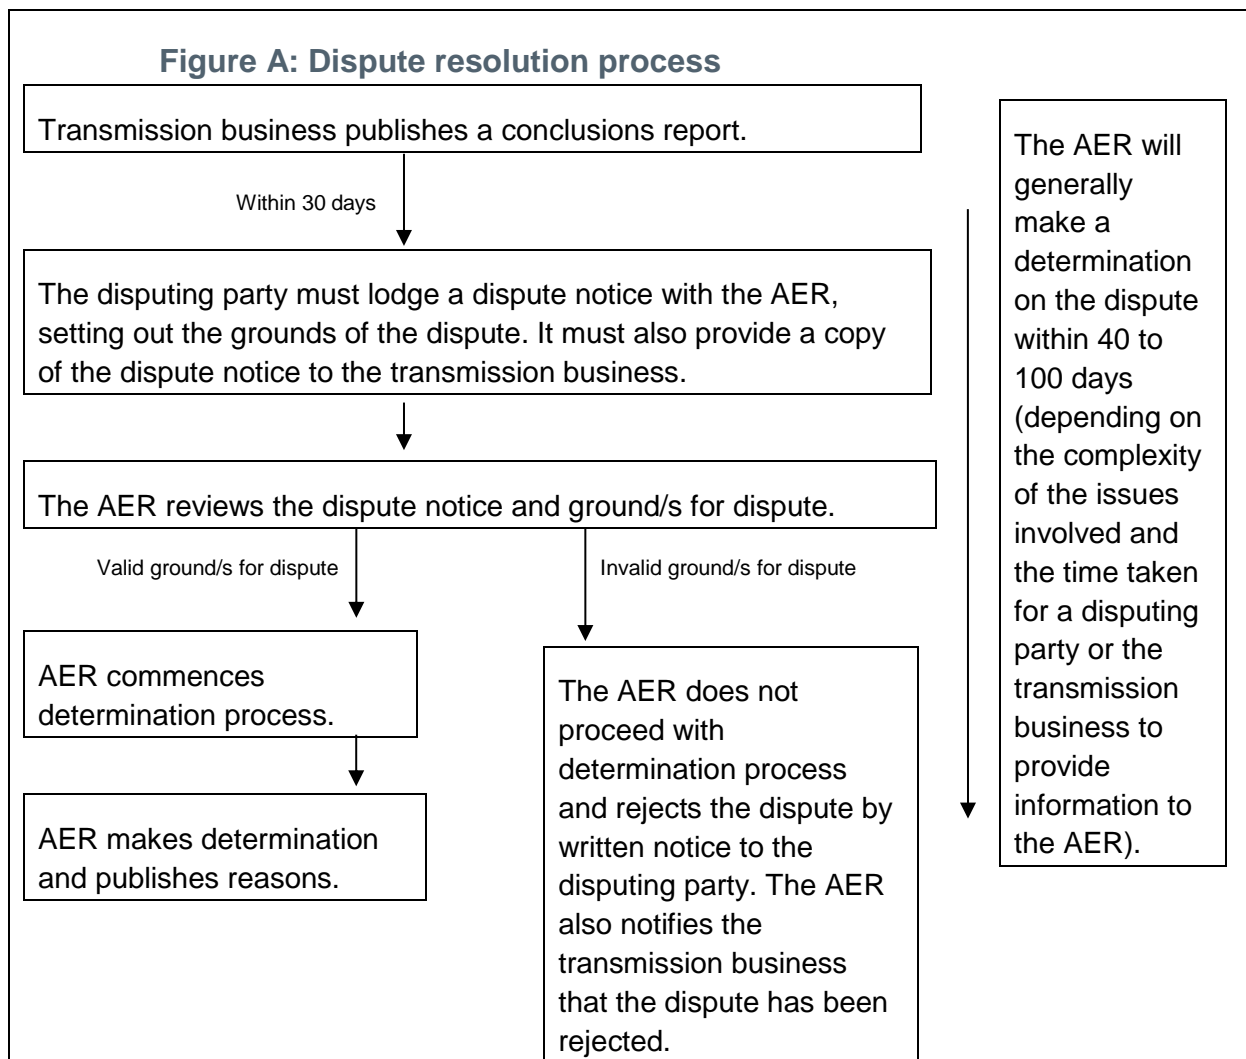 Figure A: Dispute resolution process
Transmission business publishes a conclusions report.
Within 30 days
The disputing party must lodge a dispute notice with the AER,
setting out the grounds of the dispute. It must also provide a copy
of the dispute notice to the transmission business.
The AER reviews the dispute notice and ground/s for dispute.
Valid ground/s for dispute
Invalid ground/s for dispute
AER commences
determination process.
AER makes determination
and publishes reasons.
The AER does not
proceed with
determination process
and rejects the dispute by
written notice to the
disputing party. The AER
also notifies the
transmission business
that the dispute has been
rejected.
The AER will
generally
make a
determination
on the dispute
within 40 to
100 days
(depending on
the complexity
of the issues
involved and
the time taken
for a disputing
party or the
transmission
business to
provide
information to
the AER).